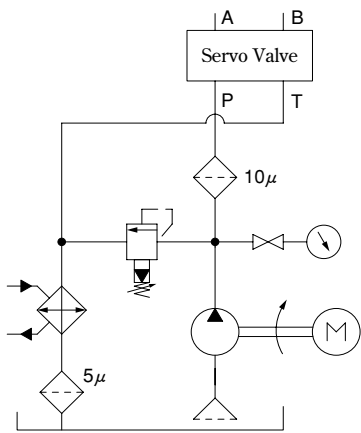 A B
Servo Valve
P T
10μ
M
5μ